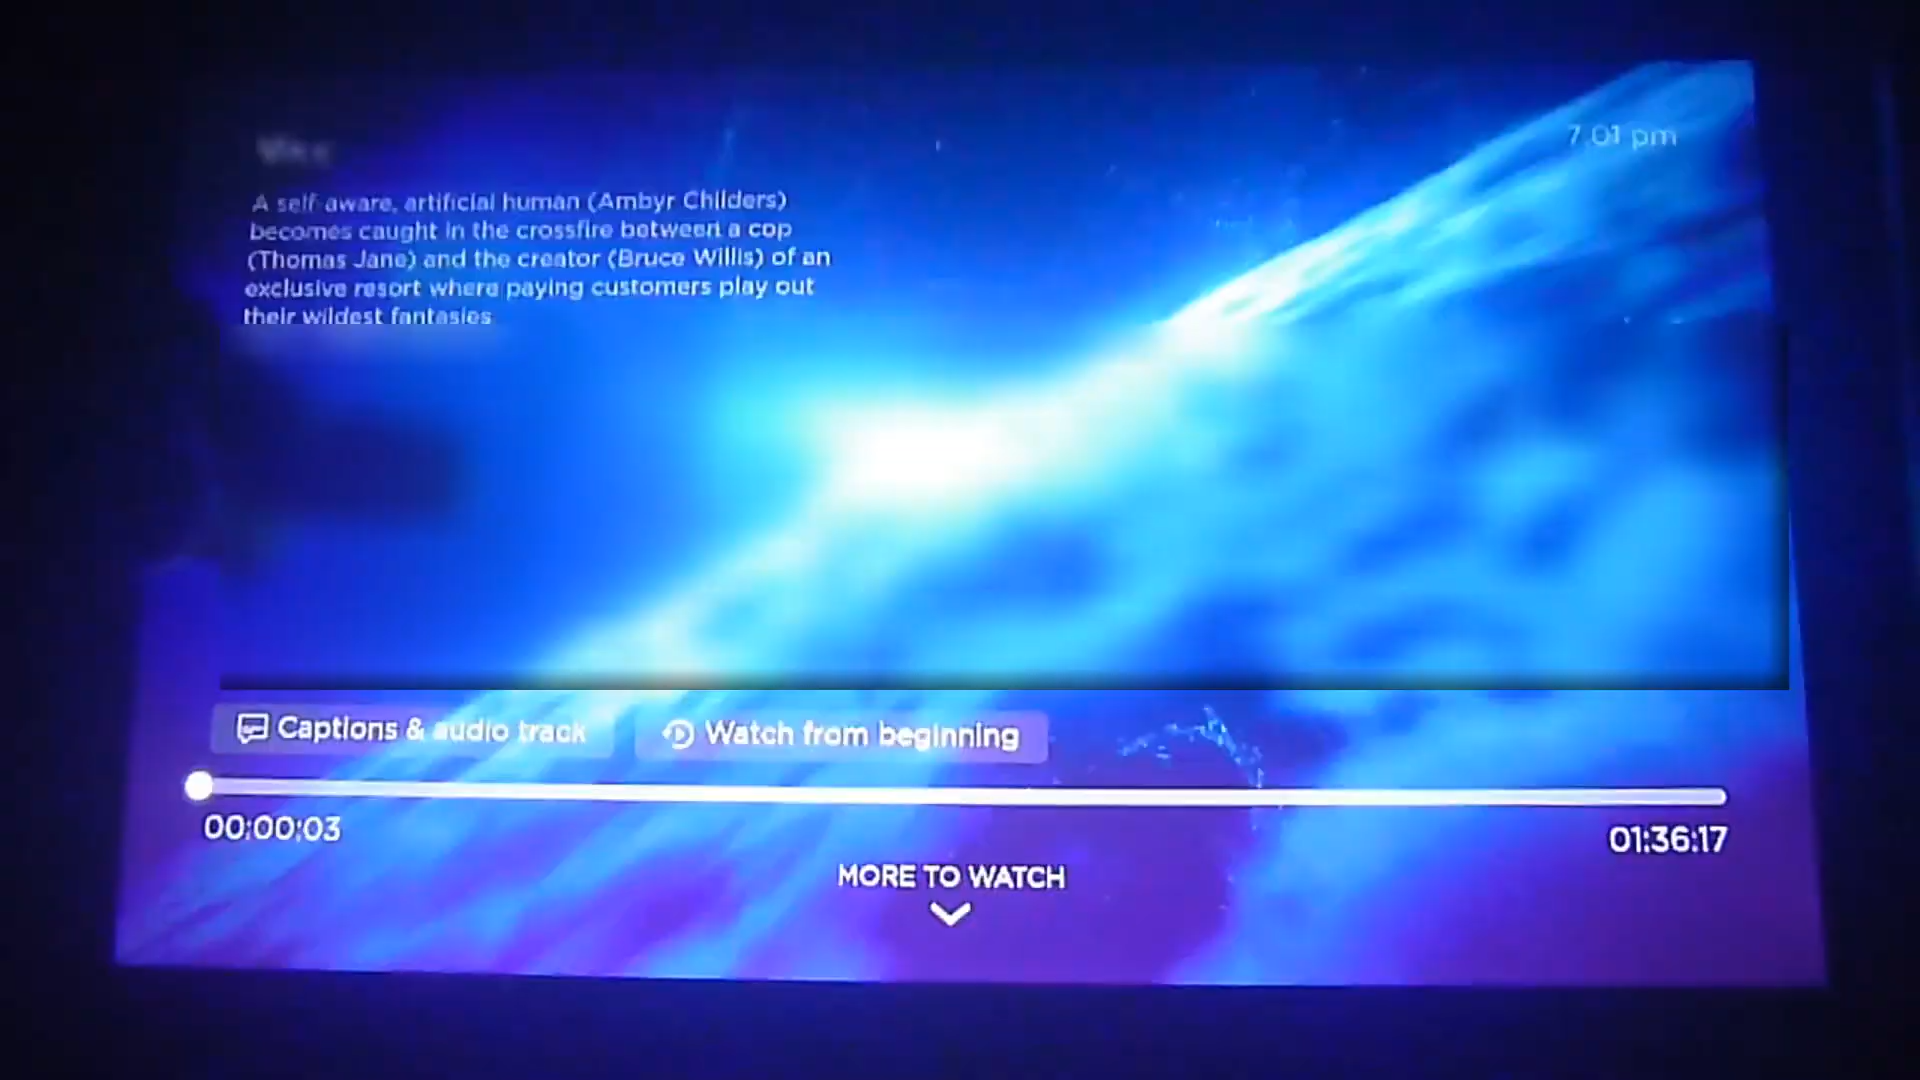 7.01 pm
A self-aware, artificial human (Ambyr Childers)
becomes caught in the crossfire between a cop
(Thomas Jane) and the creator (Bruce Willis) of an
exclusive resort where paying customers play out
their wildest fantasies
Captions & audio track
Watch from beginning
00:00:03
01:36:17
MORE TO WATCH